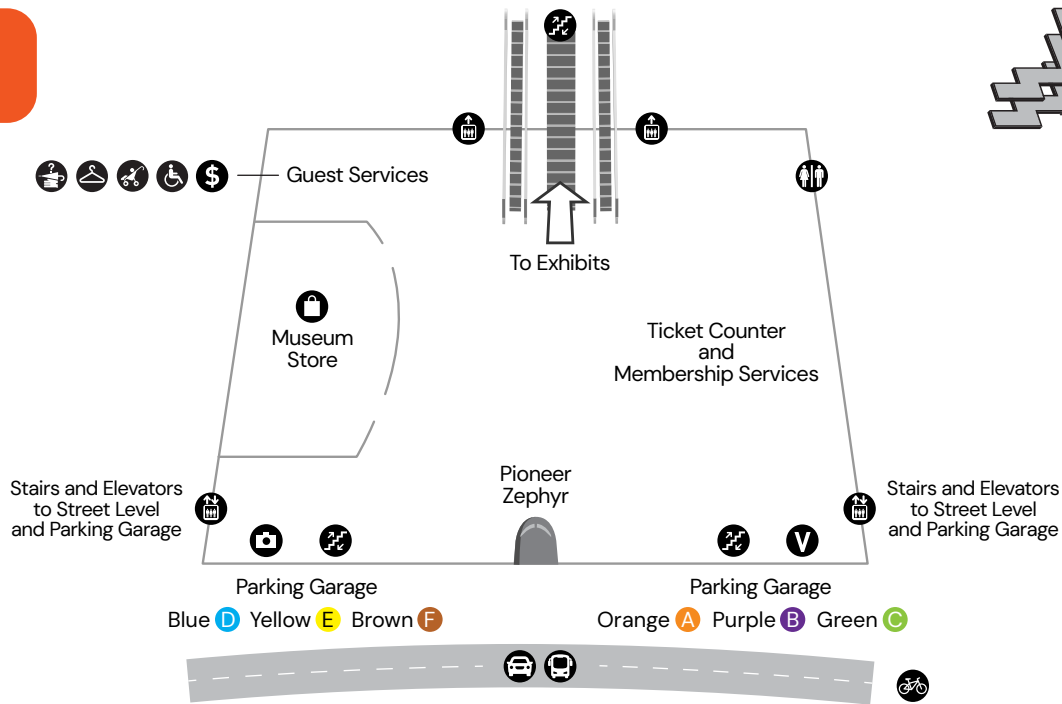 $ Guest Services
To Exhibits
Museum
Store
Ticket Counter
and
Membership Services
Pioneer
Zephyr
Stairs and Elevators
to Street Level
and Parking Garage
Stairs and Elevators
to Street Level
and Parking Garage
V
Parking Garage
Blue D Yellow E Brown F
Parking Garage
Orange A Purple B Green C